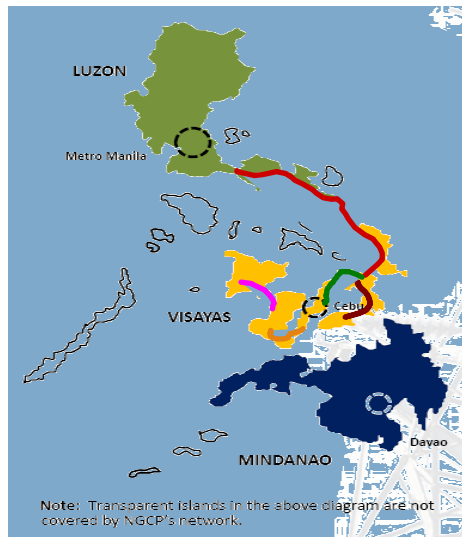 LUZON
Metro Manila
Cebu
VISAYAS
Davao
MINDANAO
Note: Transparent islands in the above diagram are not
covered by NGCP's network.